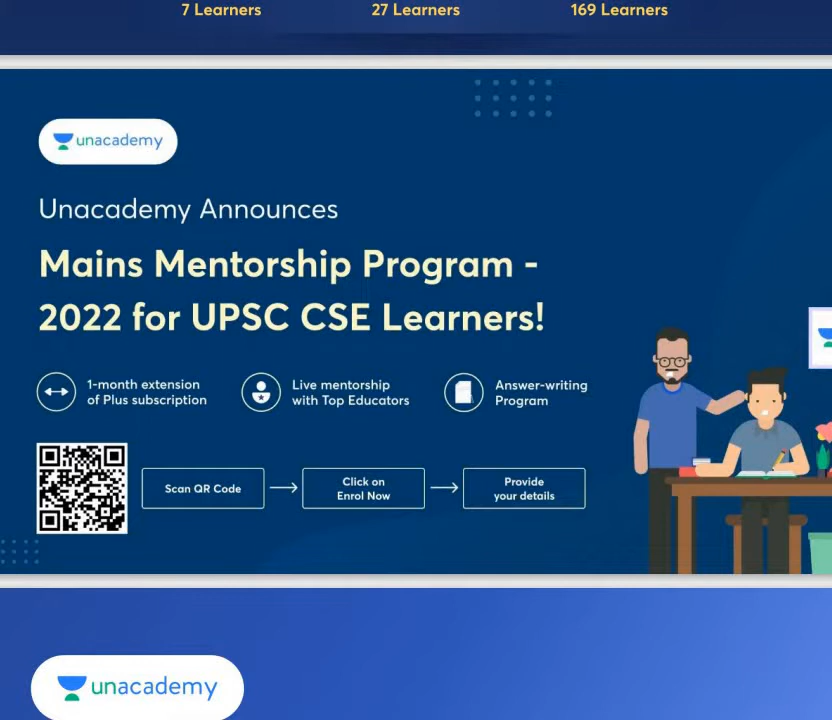 7 Learners 27 Learners 169 Learners
unacademy
Unacademy Announces
Mains Mentorship Program -
2022 for UPSC CSE Learners!
1-month extension
of Plus subscription
Live mentorship
with Top Educators
Answer-writing
Program
Scan QR Code
Click on
Enrol Now
Provide
your details
unacademy